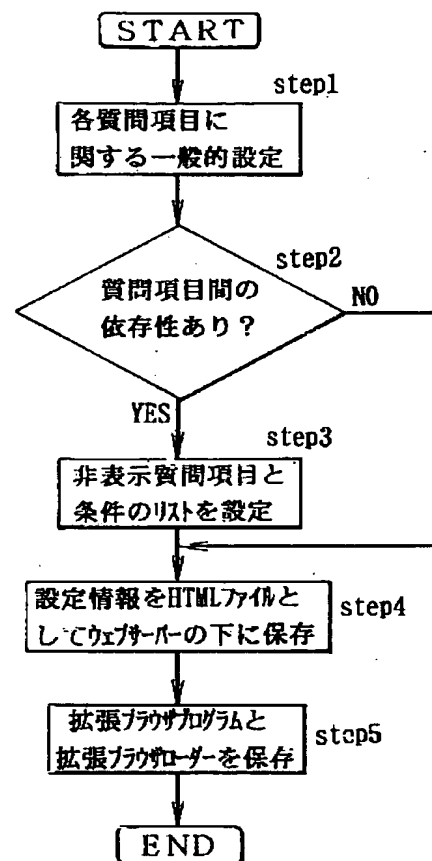 START
step1
各質問項目に
関する一般的設定
step2
質問項目間の
依存性あり?
NO
YES
step3
非表示質問項目と
条件のリストを設定
設定情報をHTMLファイルと
してウェブサーバーの下に保存
step4
拡張ブラウザプログラムと
拡張ブラウザローダーを保存
step5
END